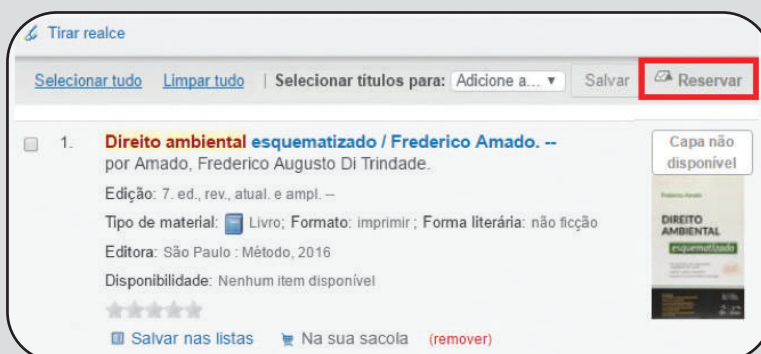 Tirar realce
Selecionar tudo Limpar tudo | Selecionar títulos para: Adicione a... Salvar Reservar
1. Direito ambiental esquematizado / Frederico Amado. --
por Amado, Frederico Augusto Di Trindade.
Edição: 7. ed., rev., atual. e ampl. --
Tipo de material: Livro; Formato: imprimir ; Forma literária: não ficção
Editora: São Paulo : Método, 2016
Disponibilidade: Nenhum item disponível
Salvar nas listas Na sua sacola (remover)
Capa não
disponível
Frederico Amado
DIREITO
AMBIENTAL
esquematizado